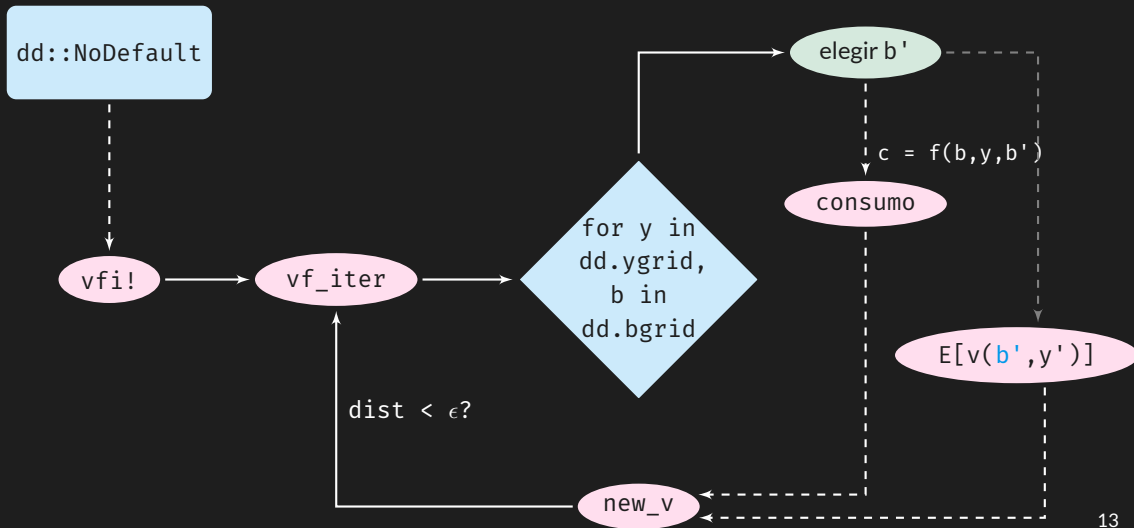 dd::NoDefault
elegir b'
c = f(b,y,b')
consumo
for y in
dd.ygrid,
b in
dd.bgrid
vfi!
vf_iter
E[v(b',y')]
dist < ϵ?
new_v
13